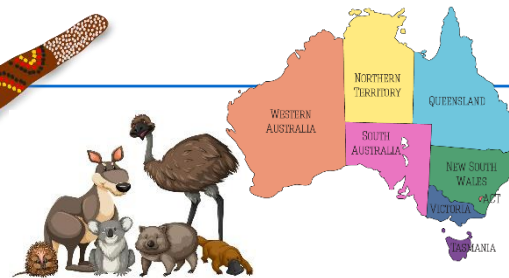 NORTHERN
TERRITORY
QUEENSLAND
WESTERN
AUSTRALIA
SOUTH
AUSTRALIA
NEW SOUTH
WALES
ACT
VICTORIA
TASMANIA